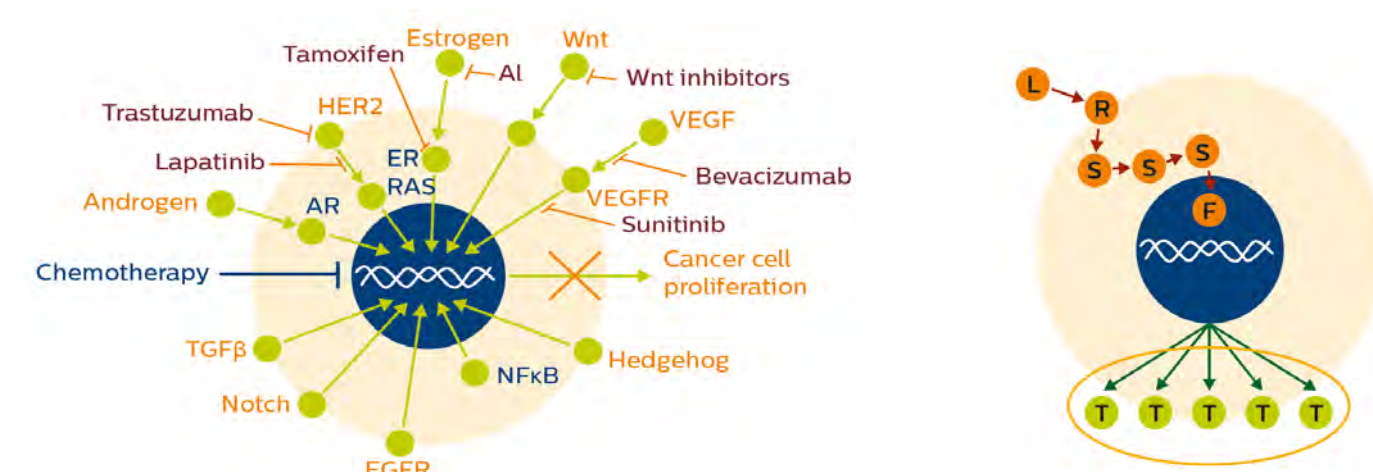 Tamoxifen
Estrogen
Wnt
AI
Wnt inhibitors
Trastuzumab
HER2
VEGF
Lapatinib
ER
RAS
Bevacizumab
Androgen
AR
VEGFR
Sunitinib
Chemotherapy
Cancer cell
proliferation
TGFβ
NFκB
Hedgehog
Notch
EGFR
L
R
S S S
F
T T T T T